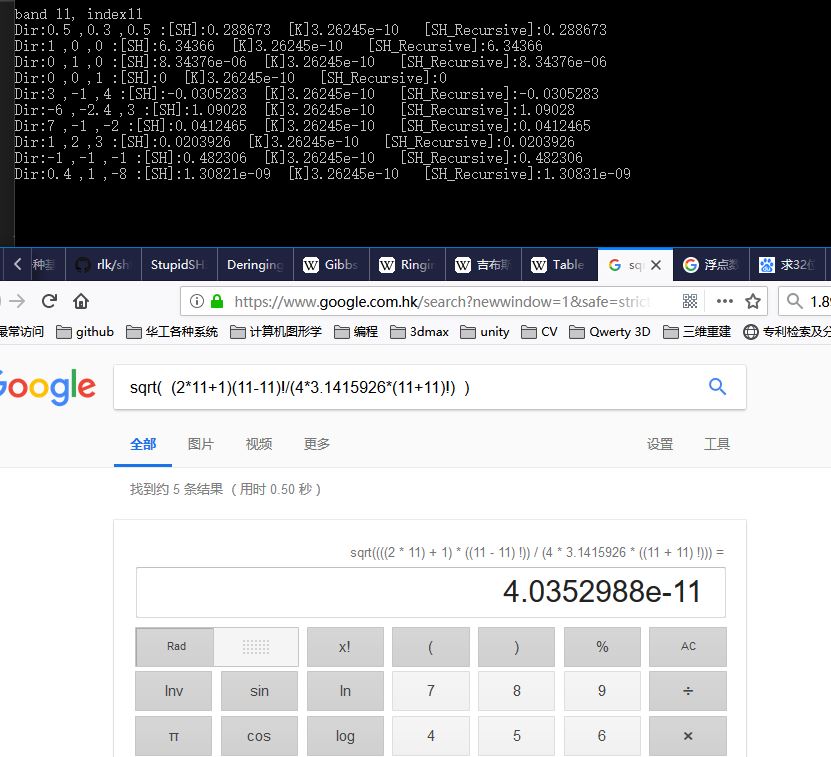 band 11, index11
Dir:0.5 ,0.3 ,0.5 :[SH]:0.288673 [K]3.26245e-10 [SH_Recursive]:0.288673
Dir:1 ,0 ,0 :[SH]:6.34366 [K]3.26245e-10 [SH_Recursive]:6.34366
Dir:0 ,1 ,0 :[SH]:8.34376e-06 [K]3.26245e-10 [SH_Recursive]:8.34376e-06
Dir:0 ,0 ,1 :[SH]:0 [K]3.26245e-10 [SH_Recursive]:0
Dir:3 ,-1 ,4 :[SH]:-0.0305283 [K]3.26245e-10 [SH_Recursive]:-0.0305283
Dir:-6 ,-2.4 ,3 :[SH]:1.09028 [K]3.26245e-10 [SH_Recursive]:1.09028
Dir:7 ,-1 ,-2 :[SH]:0.0412465 [K]3.26245e-10 [SH_Recursive]:0.0412465
Dir:1 ,2 ,3 :[SH]:0.0203926 [K]3.26245e-10 [SH_Recursive]:0.0203926
Dir:-1 ,-1 ,-1 :[SH]:0.482306 [K]3.26245e-10 [SH_Recursive]:0.482306
Dir:0.4 ,1 ,-8 :[SH]:1.30821e-09 [K]3.26245e-10 [SH_Recursive]:1.30831e-09
种基 rlk/sh StupidSH Deringing W Gibbs W Ringin W 吉布斯 W Table G sq G 浮点数 求32位
https://www.google.com.hk/search?newwindow=1&safe=strict 1.89
最常访问 github 华工各种系统 计算机图形学 编程 3dmax unity CV Qwerty 3D 三维重建 专利检索及分
Google
sqrt( (2*11+1)(11-11)!/(4*3.1415926*(11+11)!) )
全部 图片 视频 更多 设置 工具
找到约 5 条结果 （用时 0.50 秒）
sqrt((((2 * 11) + 1) * ((11 - 11) !)) / (4 * 3.1415926 * ((11 + 11) !))) =
4.0352988e-11
Rad x! ( ) % AC
Inv sin ln 7 8 9 ÷
π cos log 4 5 6 ×